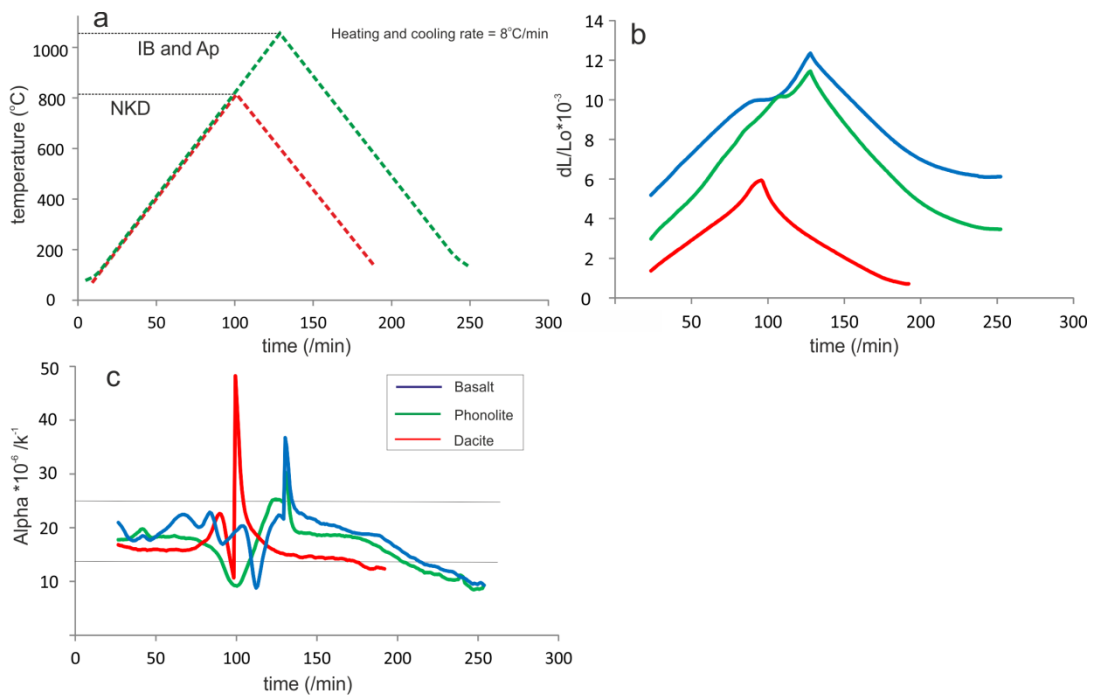 a
IB and Ap
NKD
Heating and cooling rate = 8°C/min
temperature (°C)
1000
800
600
400
200
0
0 50 100 150 200 250 300
time (/min)
b
dL/Lo*10-3
14
12
10
8
6
4
2
0
50 100 150 200 250 300
time (/min)
c
Alpha *10-6 /k-1
50
40
30
20
10
0 50 100 150 200 250 300
time (/min)
Basalt
Phonolite
Dacite